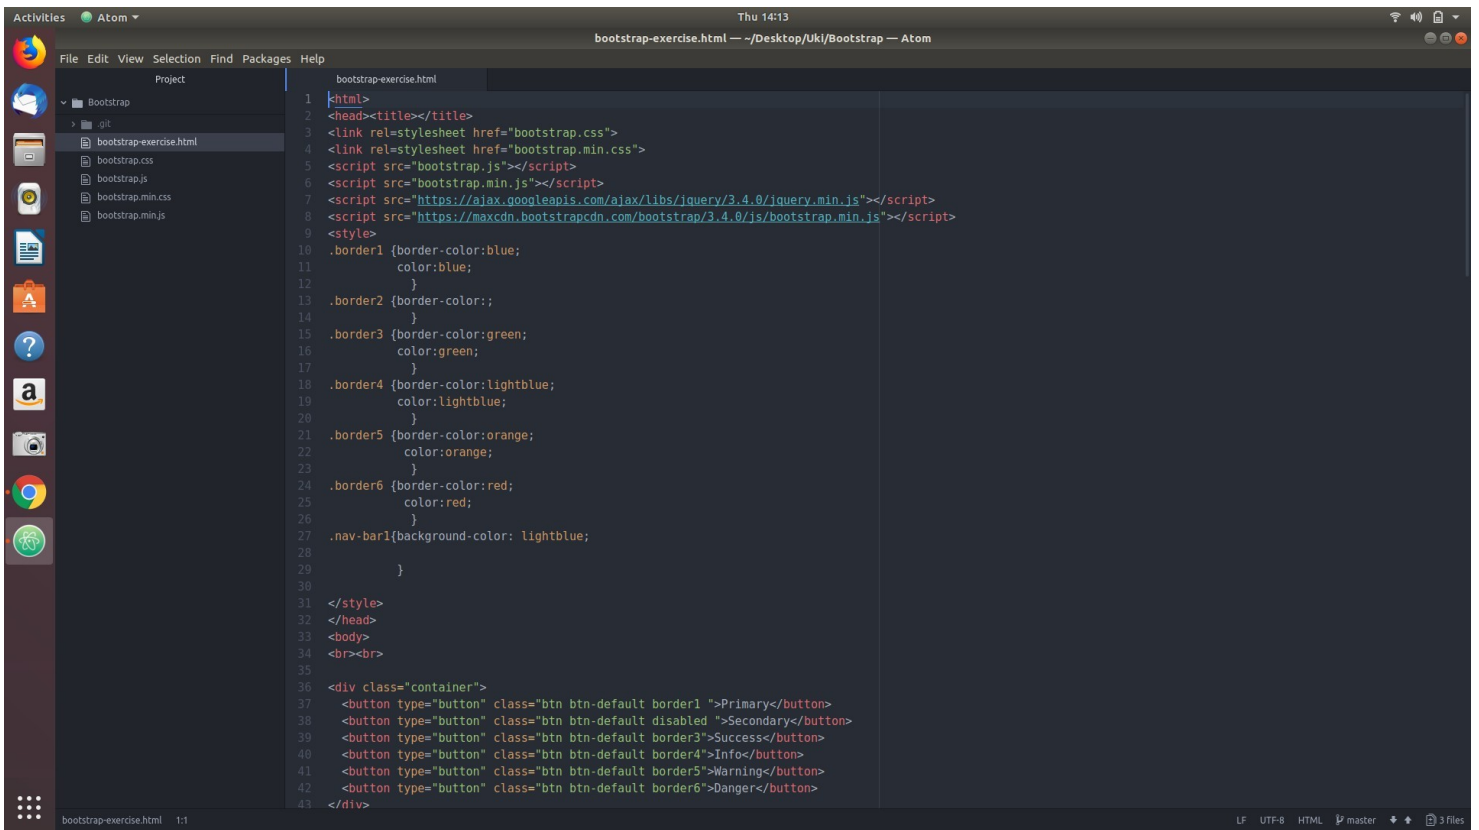 Activities Atom Thu 14:13
bootstrap-exercise.html — ~/Desktop/Uki/Bootstrap — Atom
File Edit View Selection Find Packages Help
Project
Bootstrap
.git
bootstrap-exercise.html
bootstrap.css
bootstrap.js
bootstrap.min.css
bootstrap.min.js
bootstrap-exercise.html
1 <html>
2 <head><title></title>
3 <link rel=stylesheet href="bootstrap.css">
4 <link rel=stylesheet href="bootstrap.min.css">
5 <script src="bootstrap.js"></script>
6 <script src="bootstrap.min.js"></script>
7 <script src="https://ajax.googleapis.com/ajax/libs/jquery/3.4.0/jquery.min.js"></script>
8 <script src="https://maxcdn.bootstrapcdn.com/bootstrap/3.4.0/js/bootstrap.min.js"></script>
9 <style>
10 .border1 {border-color:blue;
11 color:blue;
12 }
13 .border2 {border-color:;
14 }
15 .border3 {border-color:green;
16 color:green;
17 }
18 .border4 {border-color:lightblue;
19 color:lightblue;
20 }
21 .border5 {border-color:orange;
22 color:orange;
23 }
24 .border6 {border-color:red;
25 color:red;
26 }
27 .nav-bar1{background-color: lightblue;
28
29 }
30
31 </style>
32 </head>
33 <body>
34 <br><br>
35
36 <div class="container">
37 <button type="button" class="btn btn-default border1 ">Primary</button>
38 <button type="button" class="btn btn-default disabled ">Secondary</button>
39 <button type="button" class="btn btn-default border3">Success</button>
40 <button type="button" class="btn btn-default border4">Info</button>
41 <button type="button" class="btn btn-default border5">Warning</button>
42 <button type="button" class="btn btn-default border6">Danger</button>
43 </div>
bootstrap-exercise.html 1:1 LF UTF-8 HTML master 3 files
a